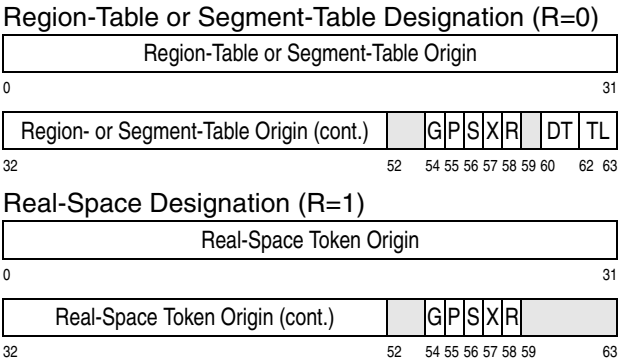 Region-Table or Segment-Table Designation (R=0)
Region-Table or Segment-Table Origin
0 31
Region- or Segment-Table Origin (cont.) G P S X R DT TL
32 52 54 55 56 57 58 59 60 62 63
Real-Space Designation (R=1)
Real-Space Token Origin
0 31
Real-Space Token Origin (cont.) G P S X R
32 52 54 55 56 57 58 59 63